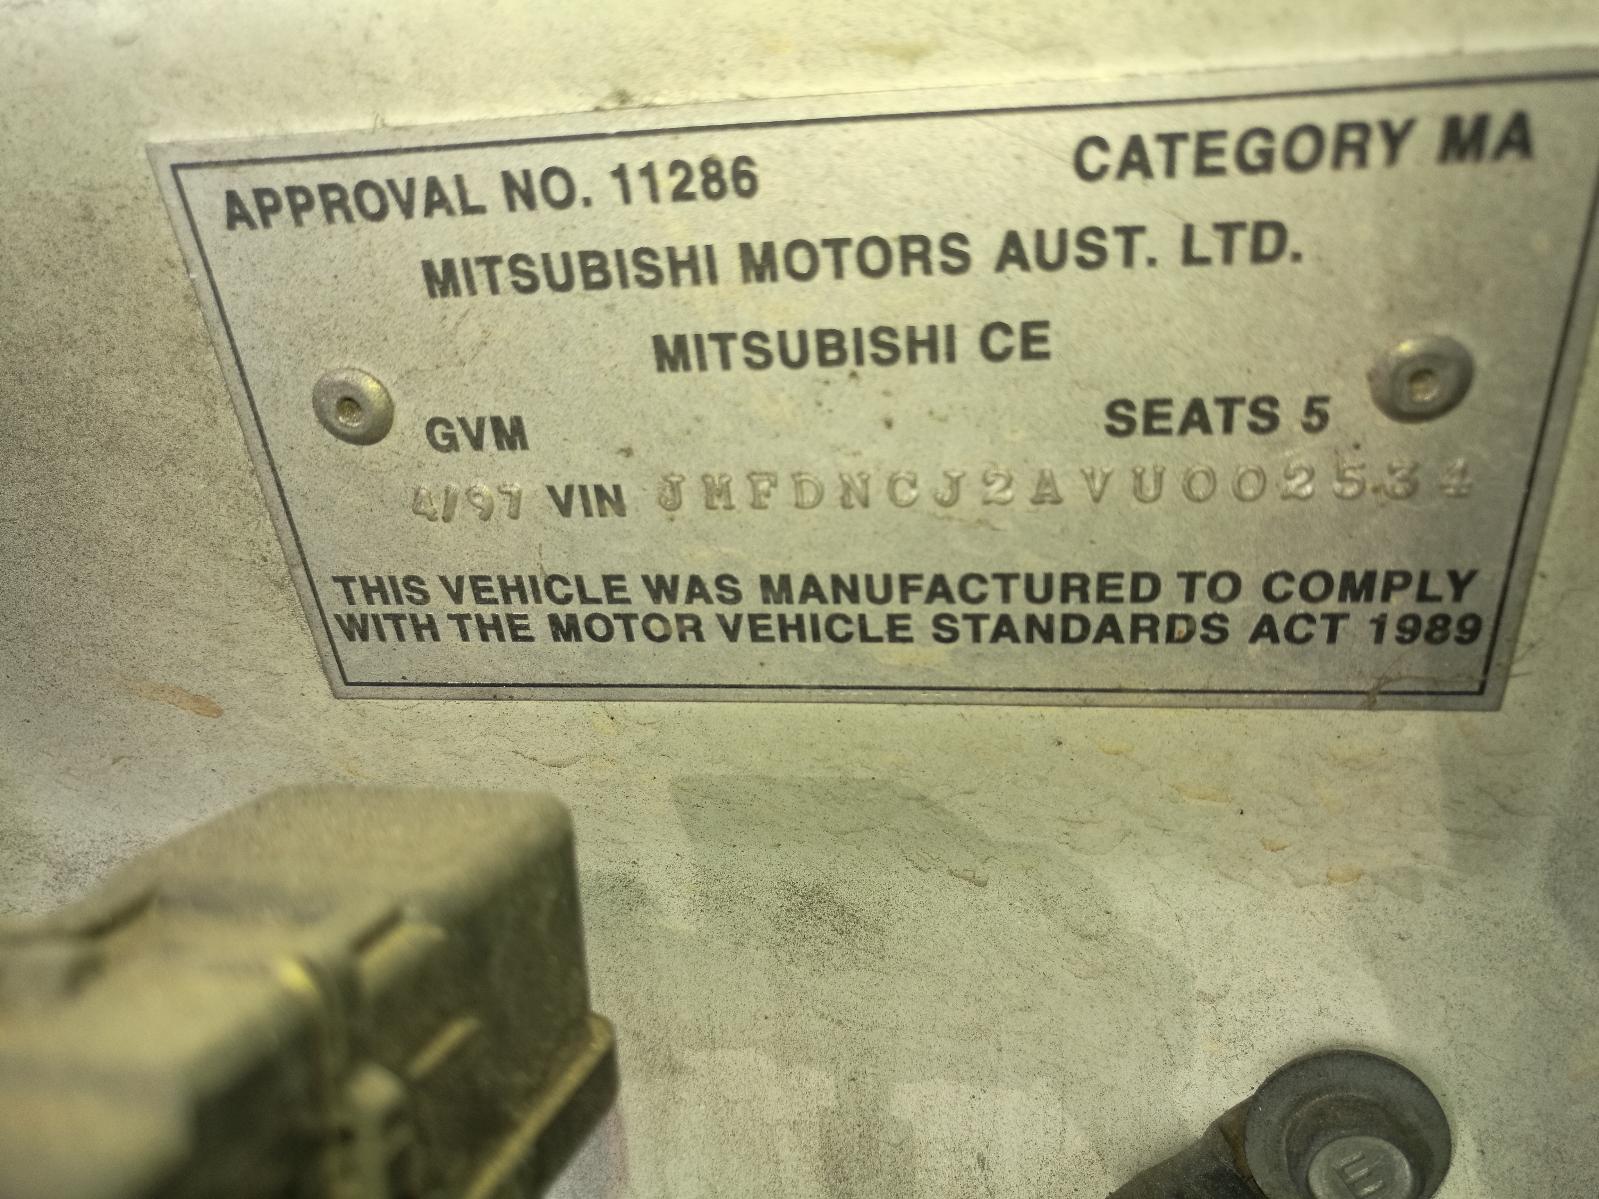 APPROVAL NO. 11286 CATEGORY MA
MITSUBISHI MOTORS AUST. LTD.
MITSUBISHI CE
GVM SEATS 5
4/97 VIN JMFDNCJ2AVU002534
THIS VEHICLE WAS MANUFACTURED TO COMPLY
WITH THE MOTOR VEHICLE STANDARDS ACT 1989